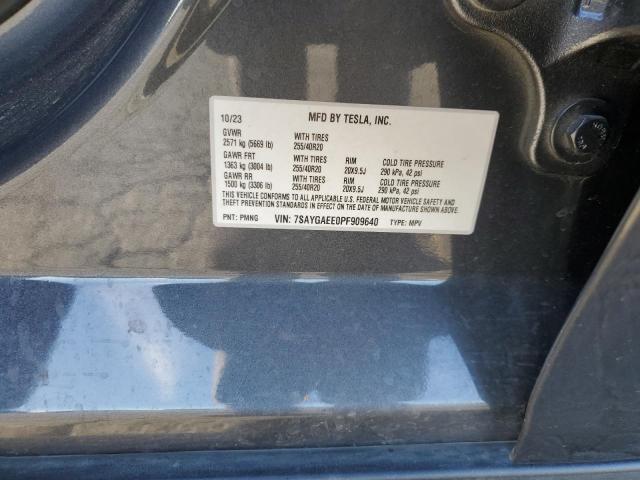 10/23 MFD BY TESLA, INC.
GVWR WITH TIRES
2571 kg (5669 lb) 255/40R20
GAWR FRT WITH TIRES RIM COLD TIRE PRESSURE
1363 kg (3004 lb) 255/40R20 20X9.5J 290 kPa, 42 psi
GAWR RR WITH TIRES RIM COLD TIRE PRESSURE
1500 kg (3306 lb) 255/40R20 20X9.5J 290 kPa, 42 psi
THIS VEHICLE CONFORMS TO ALL APPLICABLE U.S. FEDERAL MOTOR VEHICLE SAFETY AND
THEFT PREVENTION STANDARDS IN EFFECT ON THE DATE OF MANUFACTURE SHOWN ABOVE.
PNT: PMNG VIN: 7SAYGAEE0PF909640 TYPE: MPV